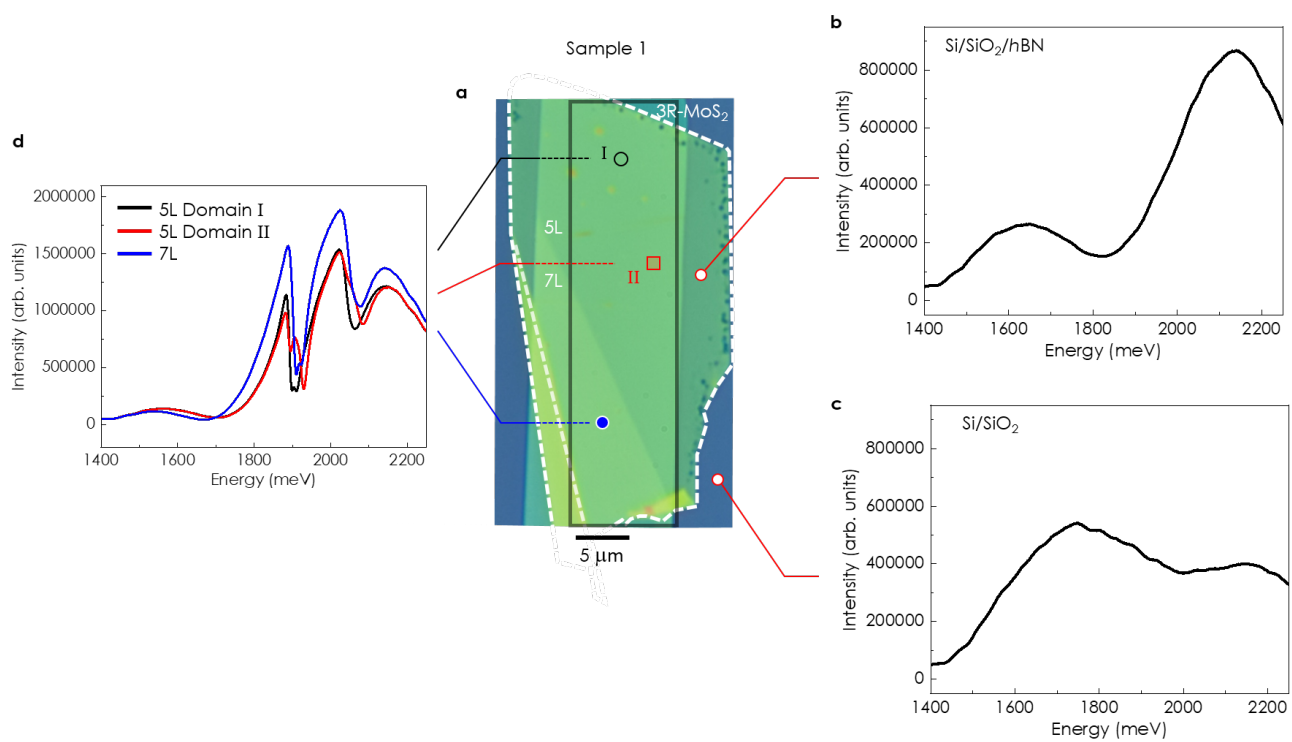 Sample 1
a
3R-MoS₂
I
5L
7L
II
5 μm
b
Si/SiO₂/hBN
Intensity (arb. units)
800000
600000
400000
200000
0
1400 1600 1800 2000 2200
Energy (meV)
c
Si/SiO₂
Intensity (arb. units)
800000
600000
400000
200000
0
1400 1600 1800 2000 2200
Energy (meV)
d
5L Domain I
5L Domain II
7L
Intensity (arb. units)
2000000
1500000
1000000
500000
0
1400 1600 1800 2000 2200
Energy (meV)